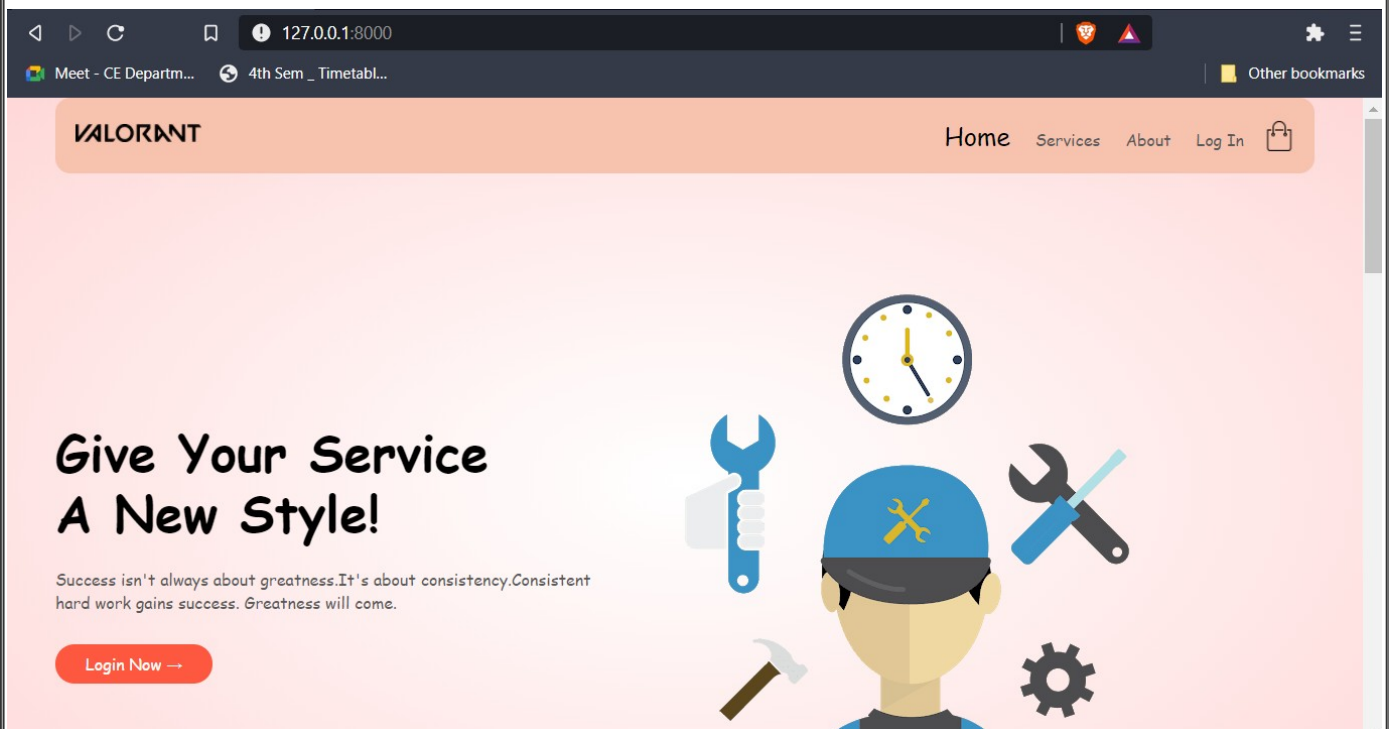 127.0.0.1:8000
Meet - CE Departm... 4th Sem _ Timetabl... Other bookmarks
VALORANT Home Services About Log In
Give Your Service
A New Style!
Success isn't always about greatness.It's about consistency.Consistent
hard work gains success. Greatness will come.
Login Now →